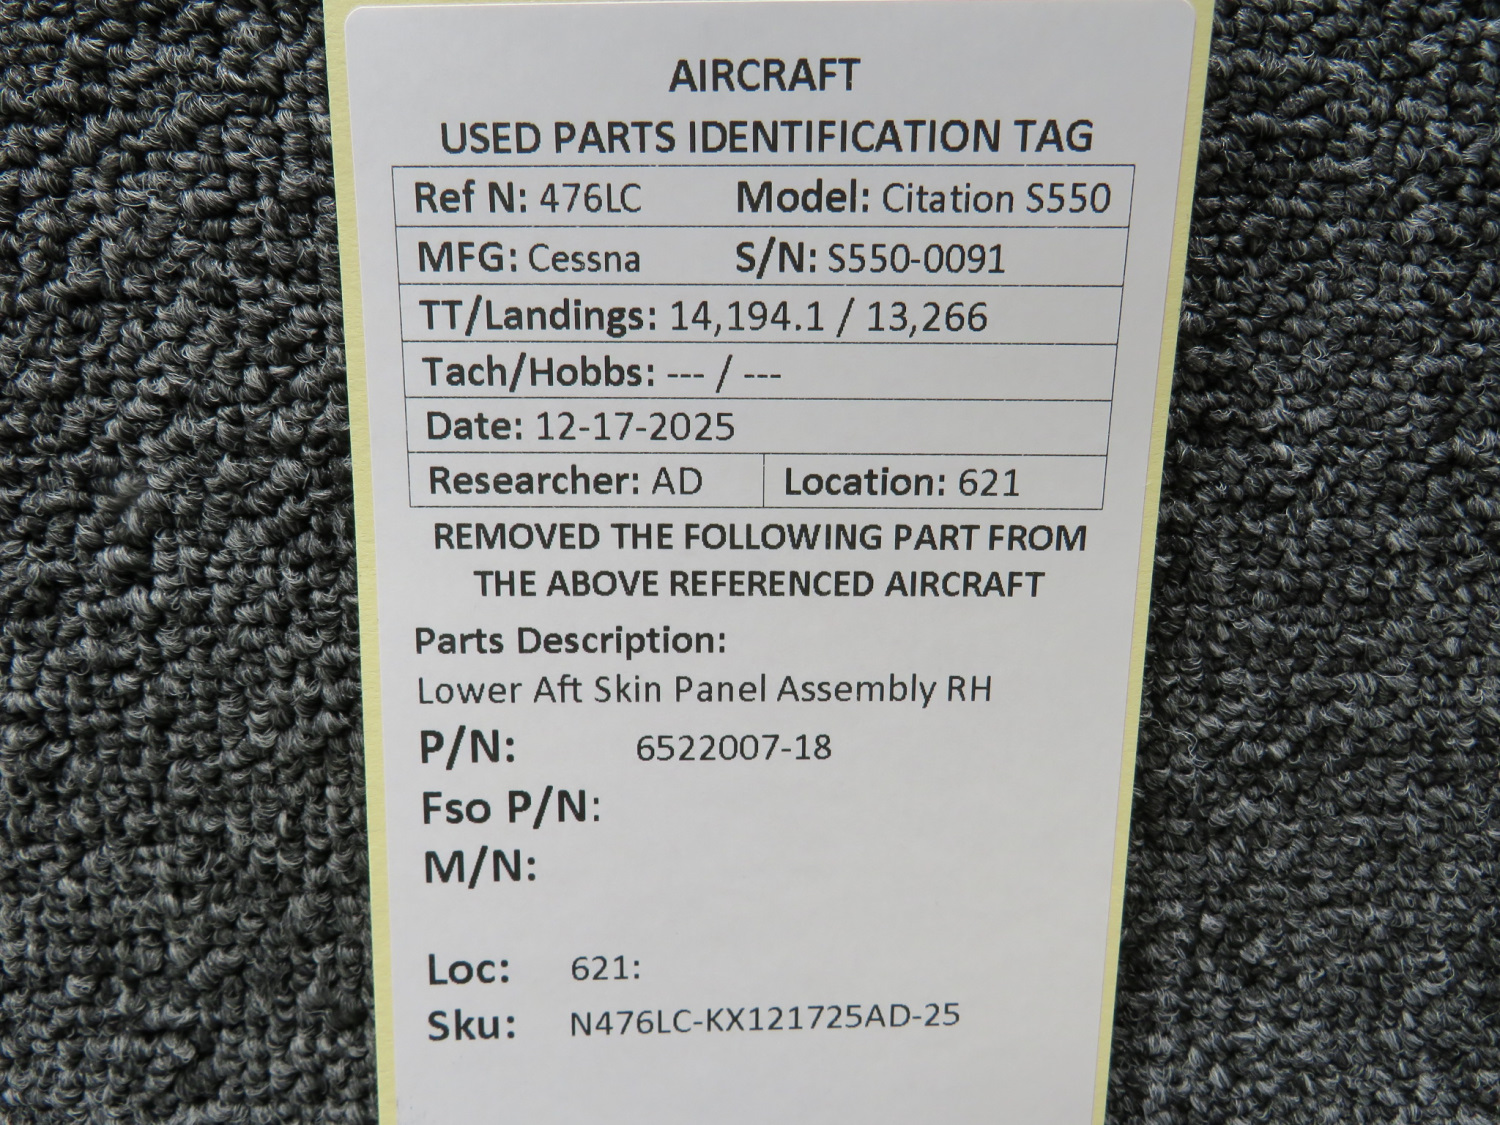 AIRCRAFT
USED PARTS IDENTIFICATION TAG
Ref N: 476LC Model: Citation S550
MFG: Cessna S/N: S550-0091
TT/Landings: 14,194.1 / 13,266
Tach/Hobbs: --- / ---
Date: 12-17-2025
Researcher: AD Location: 621
REMOVED THE FOLLOWING PART FROM
THE ABOVE REFERENCED AIRCRAFT
Parts Description:
Lower Aft Skin Panel Assembly RH
P/N: 6522007-18
Fso P/N:
M/N:
Loc: 621:
Sku: N476LC-KX121725AD-25